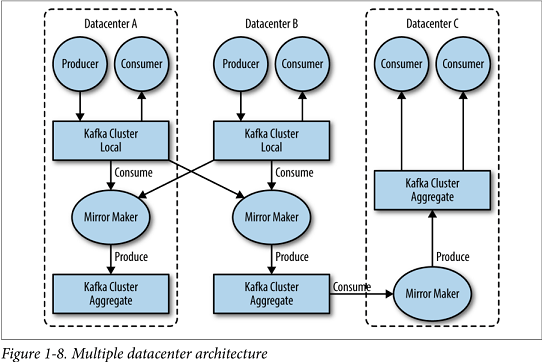 Datacenter A
Datacenter B
Datacenter C
Producer
Consumer
Producer
Consumer
Consumer
Consumer
Kafka Cluster
Local
Kafka Cluster
Local
Consume
Consume
Kafka Cluster
Aggregate
Mirror Maker
Mirror Maker
Produce
Produce
Produce
Kafka Cluster
Aggregate
Kafka Cluster
Aggregate
Consume
Mirror Maker
Figure 1-8. Multiple datacenter architecture